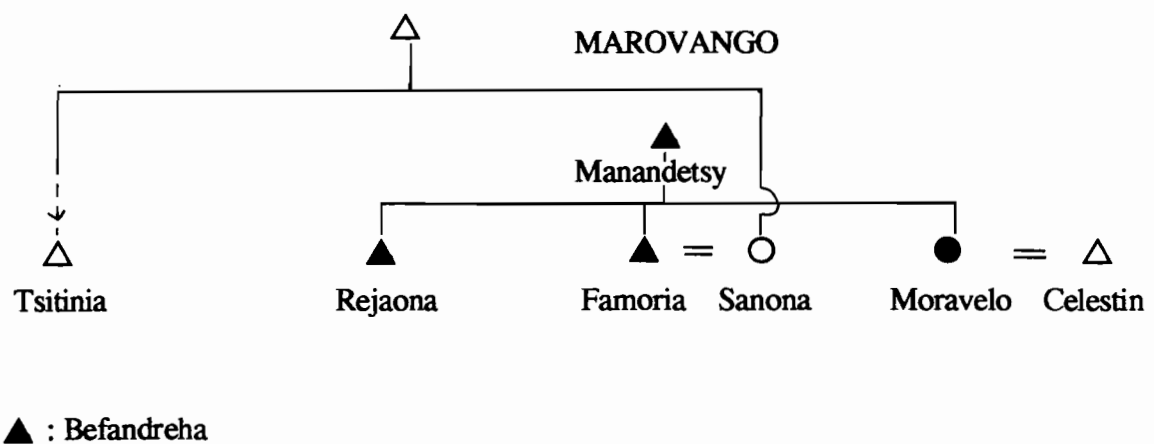 MAROVANGO
Manandetsy
Tsitinia Rejaona Famoria Sanona Moravelo Celestin
: Befandreha